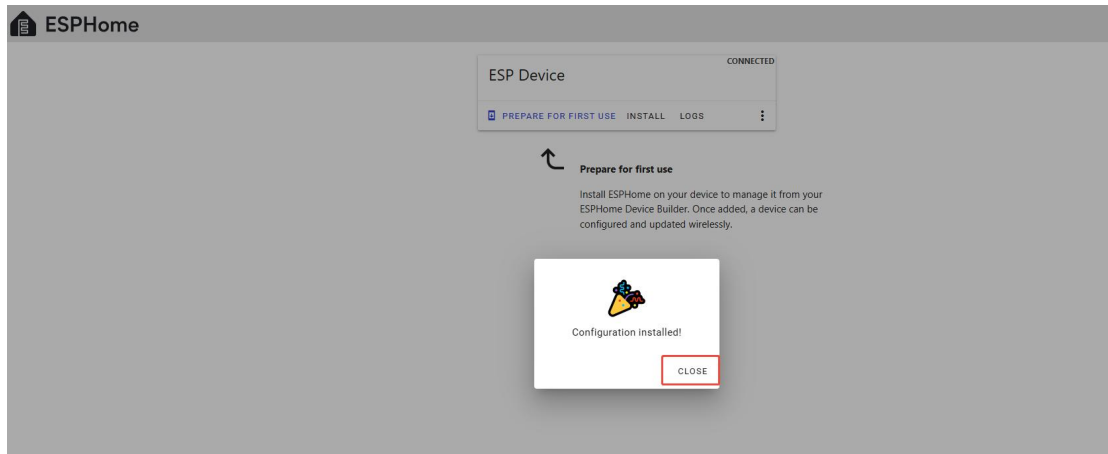 ESPHome
CONNECTED
ESP Device
PREPARE FOR FIRST USE INSTALL LOGS
Prepare for first use
Install ESPHome on your device to manage it from your
ESPHome Device Builder. Once added, a device can be
configured and updated wirelessly.
Configuration installed!
CLOSE